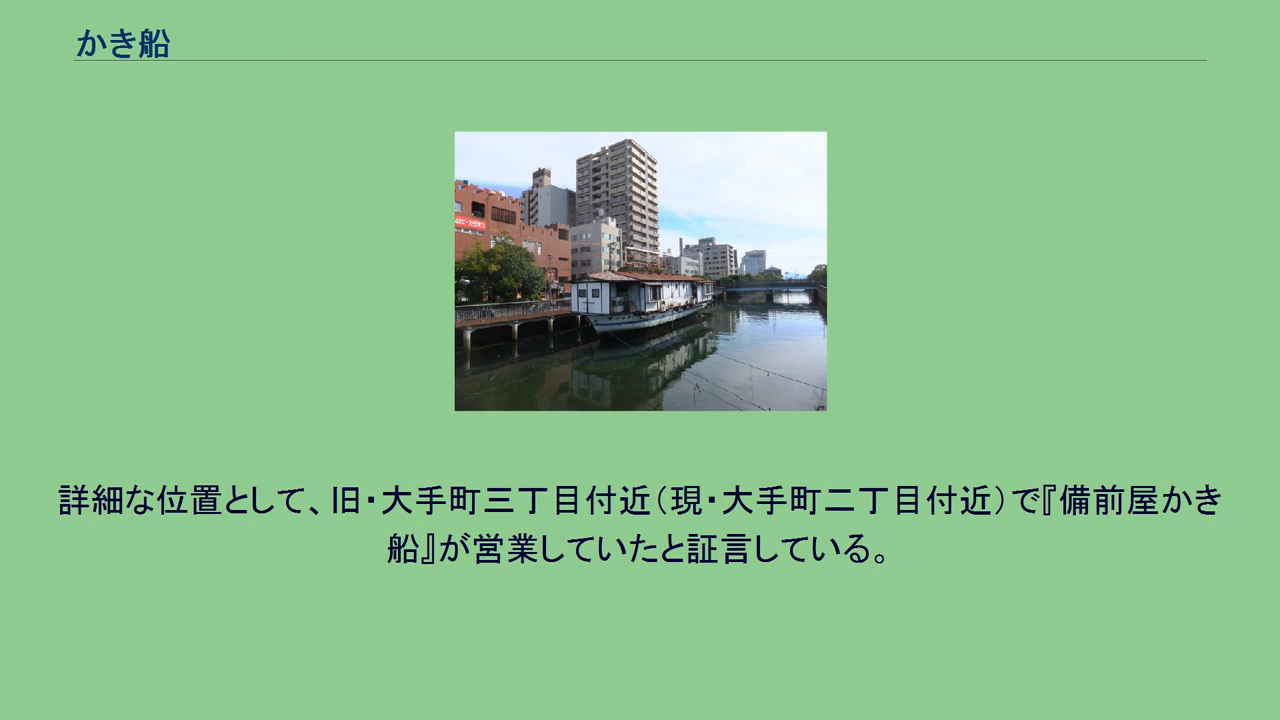 かき船
詳細な位置として、旧・大手町三丁目付近（現・大手町二丁目付近）で『備前屋かき
船』が営業していたと証言している。